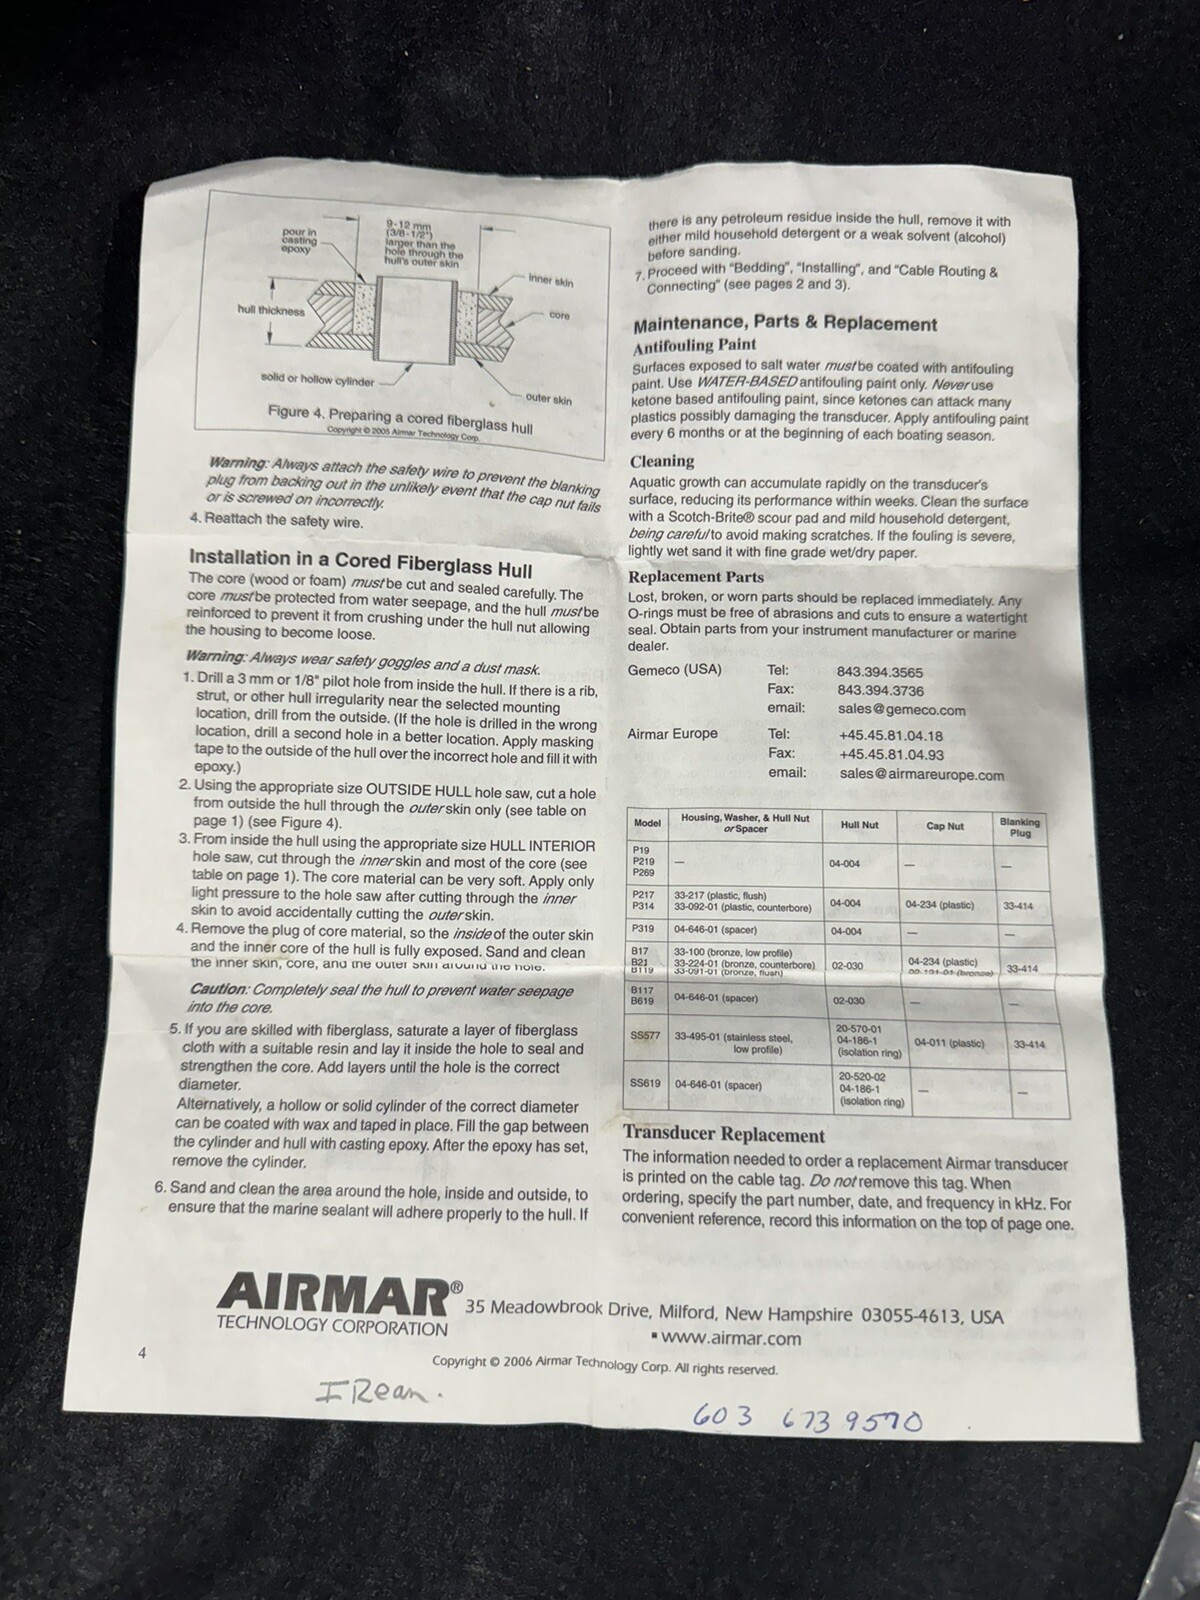 pour in
casting
epoxy
9-12 mm
(3/8-1/2")
larger than the
hole through the
hull's outer skin
inner skin
hull thickness
core
solid or hollow cylinder
outer skin
Figure 4. Preparing a cored fiberglass hull
Copyright © 2005 Airmar Technology Corp.
Warning: Always attach the safety wire to prevent the blanking
plug from backing out in the unlikely event that the cap nut fails
or is screwed on incorrectly.
4. Reattach the safety wire.
Installation in a Cored Fiberglass Hull
The core (wood or foam) must be cut and sealed carefully. The
core must be protected from water seepage, and the hull must be
reinforced to prevent it from crushing under the hull nut allowing
the housing to become loose.
Warning: Always wear safety goggles and a dust mask.
1. Drill a 3 mm or 1/8" pilot hole from inside the hull. If there is a rib,
strut, or other hull irregularity near the selected mounting
location, drill from the outside. (If the hole is drilled in the wrong
location, drill a second hole in a better location. Apply masking
tape to the outside of the hull over the incorrect hole and fill it with
epoxy.)
2. Using the appropriate size OUTSIDE HULL hole saw, cut a hole
from outside the hull through the outer skin only (see table on
page 1) (see Figure 4).
3. From inside the hull using the appropriate size HULL INTERIOR
hole saw, cut through the inner skin and most of the core (see
table on page 1). The core material can be very soft. Apply only
light pressure to the hole saw after cutting through the inner
skin to avoid accidentally cutting the outer skin.
4. Remove the plug of core material, so the inside of the outer skin
and the inner core of the hull is fully exposed. Sand and clean
the inner skin, core, and the outer skin around the hole.
Caution: Completely seal the hull to prevent water seepage
into the core.
5. If you are skilled with fiberglass, saturate a layer of fiberglass
cloth with a suitable resin and lay it inside the hole to seal and
strengthen the core. Add layers until the hole is the correct
diameter.
Alternatively, a hollow or solid cylinder of the correct diameter
can be coated with wax and taped in place. Fill the gap between
the cylinder and hull with casting epoxy. After the epoxy has set,
remove the cylinder.
6. Sand and clean the area around the hole, inside and outside, to
ensure that the marine sealant will adhere properly to the hull. If
there is any petroleum residue inside the hull, remove it with
either mild household detergent or a weak solvent (alcohol)
before sanding.
7. Proceed with "Bedding", "Installing", and "Cable Routing &
Connecting" (see pages 2 and 3).
Maintenance, Parts & Replacement
Antifouling Paint
Surfaces exposed to salt water must be coated with antifouling
paint. Use WATER-BASED antifouling paint only. Never use
ketone based antifouling paint, since ketones can attack many
plastics possibly damaging the transducer. Apply antifouling paint
every 6 months or at the beginning of each boating season.
Cleaning
Aquatic growth can accumulate rapidly on the transducer's
surface, reducing its performance within weeks. Clean the surface
with a Scotch-Brite® scour pad and mild household detergent,
being careful to avoid making scratches. If the fouling is severe,
lightly wet sand it with fine grade wet/dry paper.
Replacement Parts
Lost, broken, or worn parts should be replaced immediately. Any
O-rings must be free of abrasions and cuts to ensure a watertight
seal. Obtain parts from your instrument manufacturer or marine
dealer.
Gemeco (USA) Tel: 843.394.3565
Fax: 843.394.3736
email: sales@gemeco.com
Airmar Europe Tel: +45.45.81.04.18
Fax: +45.45.81.04.93
email: sales@airmareurope.com
Model Housing, Washer, & Hull Nut or Spacer Hull Nut Cap Nut Blanking Plug
P19
P219 — 04-004 — —
P269
P217 33-217 (plastic, flush) 04-004 04-234 (plastic) 33-414
P314 33-092-01 (plastic, counterbore)
P319 04-646-01 (spacer) 04-004 — —
B17 33-100 (bronze, low profile)
B21 33-224-01 (bronze, counterbore) 02-030 04-234 (plastic) 33-414
B119 33-091-01 (bronze, flush) 02-131-01 (bronze)
B117
B619 04-646-01 (spacer) 02-030 — —
SS577 33-495-01 (stainless steel, low profile) 20-570-01 04-186-1 (isolation ring) 04-011 (plastic) 33-414
SS619 04-646-01 (spacer) 20-520-02 04-186-1 (isolation ring) — —
Transducer Replacement
The information needed to order a replacement Airmar transducer
is printed on the cable tag. Do not remove this tag. When
ordering, specify the part number, date, and frequency in kHz. For
convenient reference, record this information on the top of page one.
AIRMAR®
TECHNOLOGY CORPORATION
35 Meadowbrook Drive, Milford, New Hampshire 03055-4613, USA
▪ www.airmar.com
4
Copyright © 2006 Airmar Technology Corp. All rights reserved.
603 673 9570